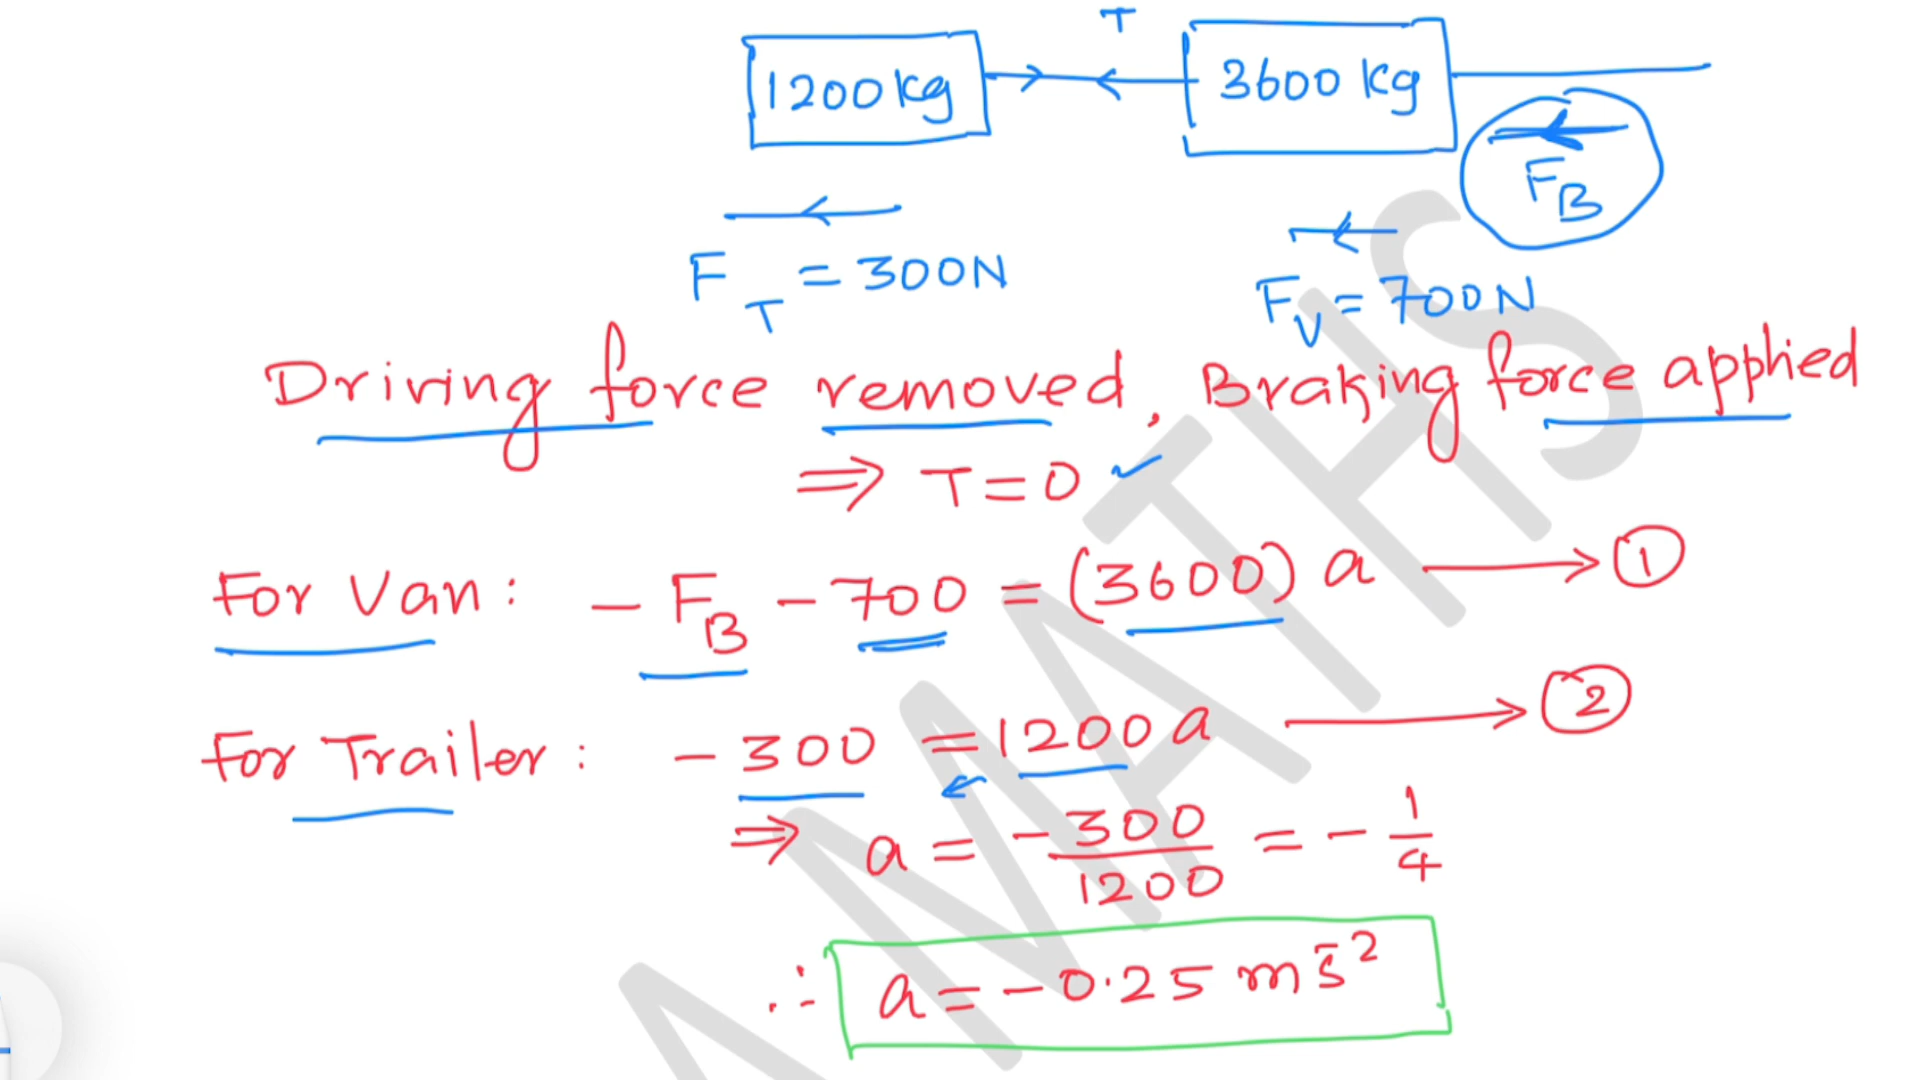 T
1200 kg 3600 kg
F_B
F_T = 300N F_V = 700N
Driving force removed, Braking force applied
⇒ T = 0 ✓
For Van : - F_B - 700 = (3600) a → ①
For Trailer : - 300 = 1200 a → ②
⇒ a = -300/1200 = - 1/4
∴ a = - 0.25 ms⁻²
MATHS